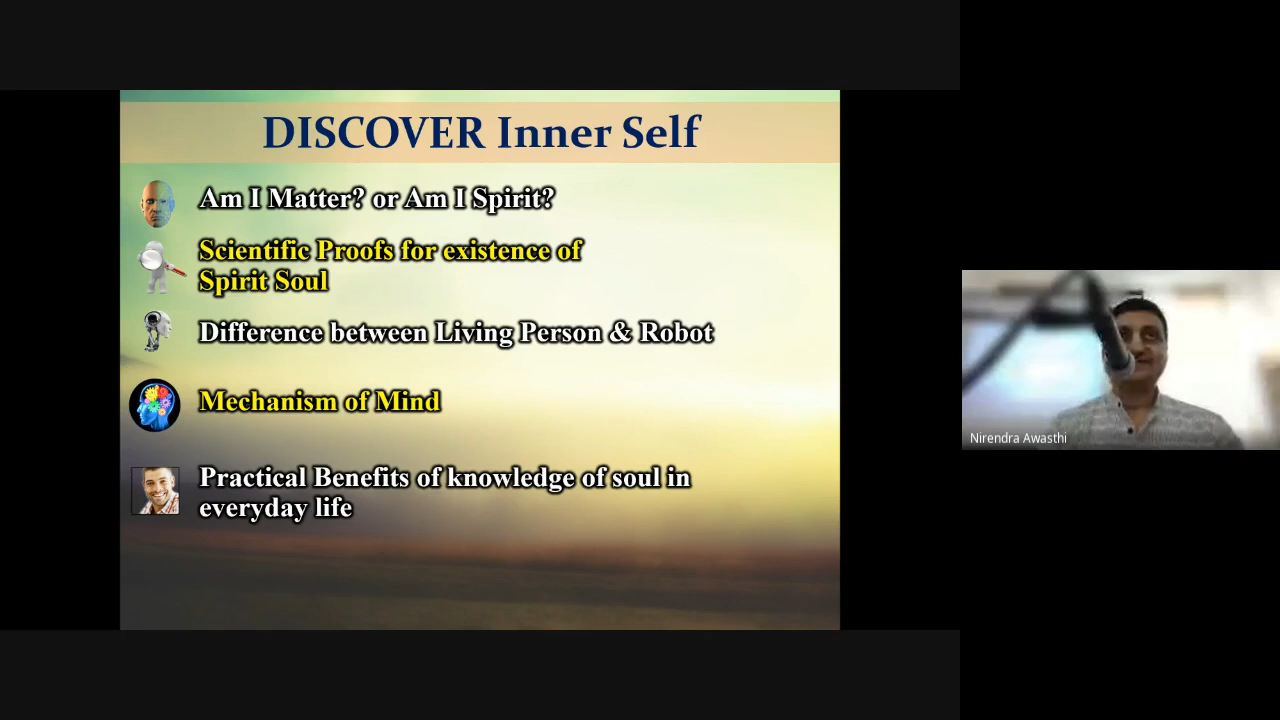 DISCOVER Inner Self
Am I Matter? or Am I Spirit?
Scientific Proofs for existence of
Spirit Soul
Difference between Living Person & Robot
Mechanism of Mind
Practical Benefits of knowledge of soul in
everyday life
Nirendra Awasthi